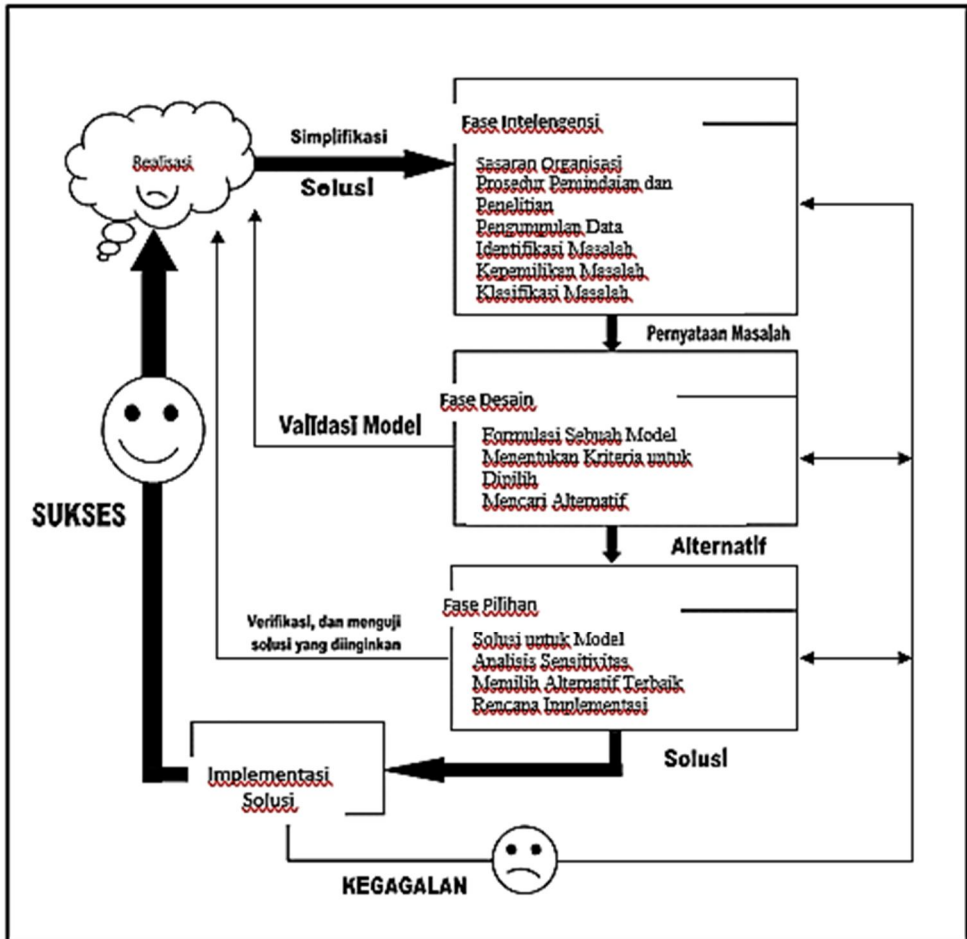 Realisasi
Simplifikasi
Solusi
Fase Intelengensi
Sasaran Organisasi
Prosedur Pemindaian dan
Penelitian
Pengumpulan Data
Identifikasi Masalah
Kepemilikan Masalah
Klasifikasi Masalah
Pernyataan Masalah
Fase Desain
Formulasi Sebuah Model
Menentukan Kriteria untuk
Dipilih
Mencari Alternatif
Validasi Model
SUKSES
Alternatif
Fase Pilihan
Solusi untuk Model
Analisis Sensitivitas
Memilih Alternatif Terbaik
Rencana Implementasi
Verifikasi, dan menguji
solusi yang diinginkan
Solusi
Implementasi
Solusi
KEGAGALAN